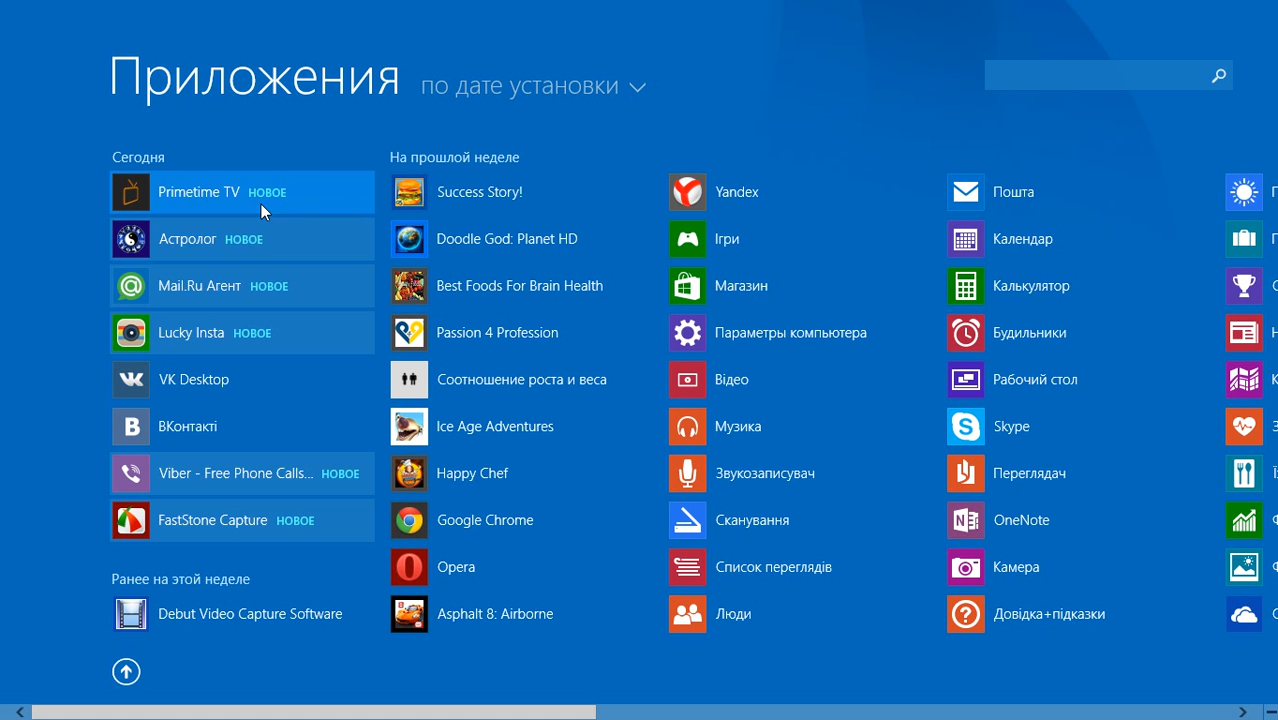 Приложения по дате установки
Сегодня
Primetime TV НОВОЕ
Астролог НОВОЕ
Mail.Ru Агент НОВОЕ
Lucky Insta НОВОЕ
VK Desktop
ВКонтакті
Viber - Free Phone Calls... НОВОЕ
FastStone Capture НОВОЕ
Ранее на этой неделе
Debut Video Capture Software
На прошлой неделе
Success Story!
Doodle God: Planet HD
Best Foods For Brain Health
Passion 4 Profession
Соотношение роста и веса
Ice Age Adventures
Happy Chef
Google Chrome
Opera
Asphalt 8: Airborne
Yandex
Ігри
Магазин
Параметры компьютера
Відео
Музика
Звукозаписувач
Сканування
Список переглядів
Люди
Пошта
Календар
Калькулятор
Будильники
Рабочий стол
Skype
Переглядач
OneNote
Камера
Довідка+підказки